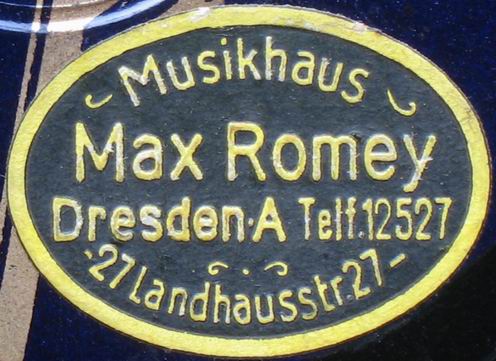 Musikhaus
Max Romey
Dresden·A Telf.12527
-27 Landhausstr.27-